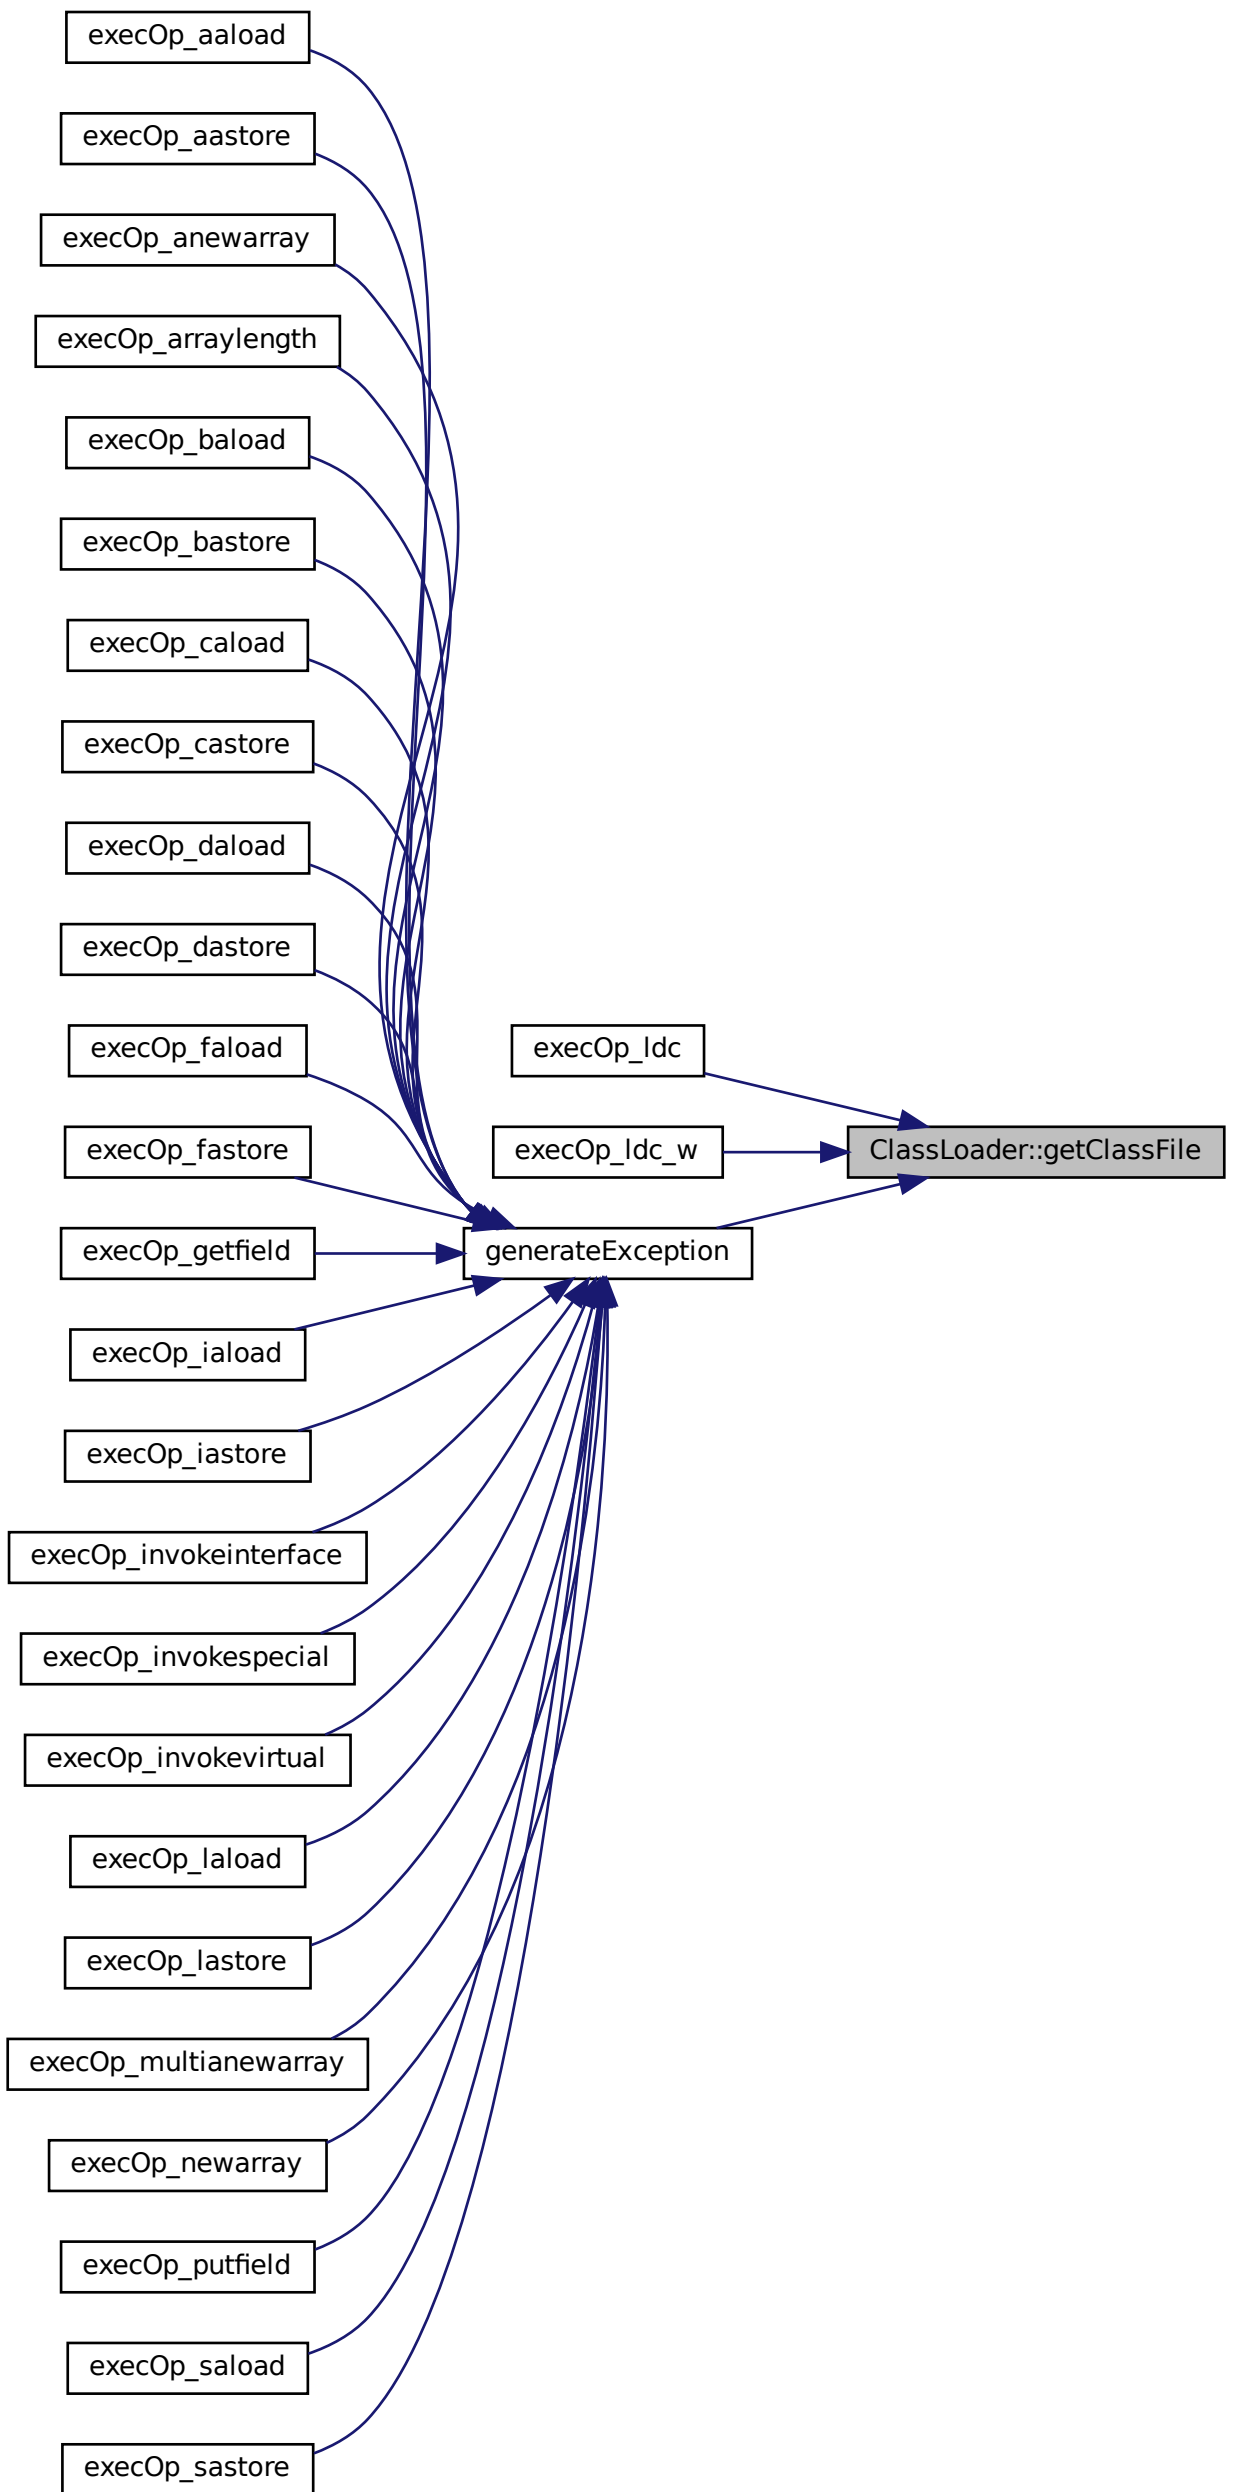 execOp_aaload
execOp_aastore
execOp_anewarray
execOp_arraylength
execOp_baload
execOp_bastore
execOp_caload
execOp_castore
execOp_daload
execOp_dastore
execOp_faload
execOp_fastore
execOp_getfield
execOp_iaload
execOp_iastore
execOp_invokeinterface
execOp_invokespecial
execOp_invokevirtual
execOp_laload
execOp_lastore
execOp_multianewarray
execOp_newarray
execOp_putfield
execOp_saload
execOp_sastore
execOp_ldc
execOp_ldc_w
generateException
ClassLoader::getClassFile